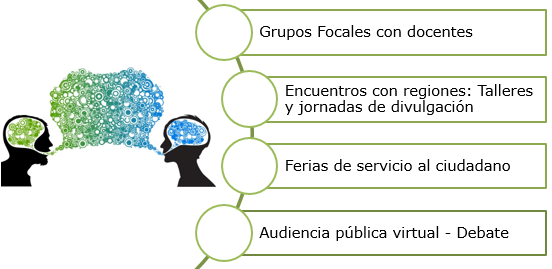 Grupos Focales con docentes
Encuentros con regiones: Talleres
y jornadas de divulgación
Ferias de servicio al ciudadano
Audiencia pública virtual - Debate